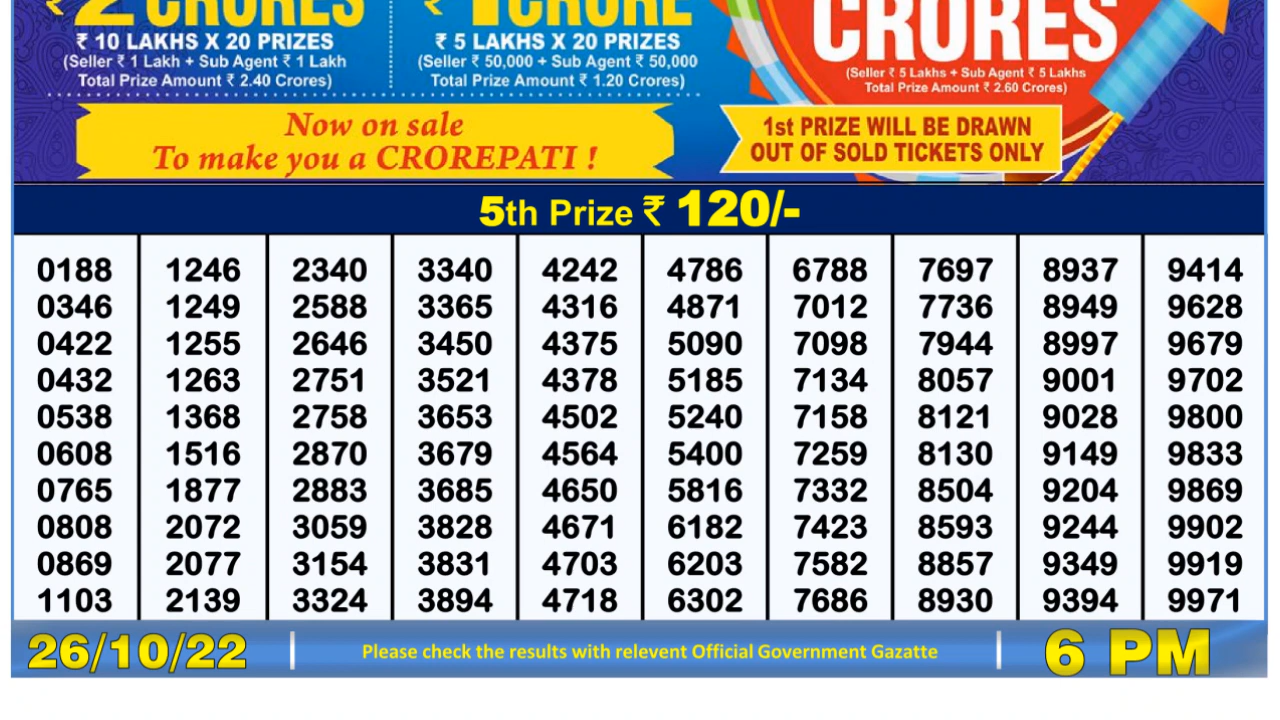 ₹ 2 CRORES
₹ 10 LAKHS X 20 PRIZES
(Seller ₹ 1 Lakh + Sub Agent ₹ 1 Lakh
Total Prize Amount ₹ 2.40 Crores)
₹ 1 CRORE
₹ 5 LAKHS X 20 PRIZES
(Seller ₹ 50,000 + Sub Agent ₹ 50,000
Total Prize Amount ₹ 1.20 Crores)
CRORES
(Seller ₹ 5 Lakhs + Sub Agent ₹ 5 Lakhs
Total Prize Amount ₹ 2.60 Crores)
Now on sale
To make you a CROREPATI !
1st PRIZE WILL BE DRAWN
OUT OF SOLD TICKETS ONLY
5th Prize ₹ 120/-
0188 1246 2340 3340 4242 4786 6788 7697 8937 9414
0346 1249 2588 3365 4316 4871 7012 7736 8949 9628
0422 1255 2646 3450 4375 5090 7098 7944 8997 9679
0432 1263 2751 3521 4378 5185 7134 8057 9001 9702
0538 1368 2758 3653 4502 5240 7158 8121 9028 9800
0608 1516 2870 3679 4564 5400 7259 8130 9149 9833
0765 1877 2883 3685 4650 5816 7332 8504 9204 9869
0808 2072 3059 3828 4671 6182 7423 8593 9244 9902
0869 2077 3154 3831 4703 6203 7582 8857 9349 9919
1103 2139 3324 3894 4718 6302 7686 8930 9394 9971
26/10/22 | Please check the results with relevent Official Government Gazatte | 6 PM